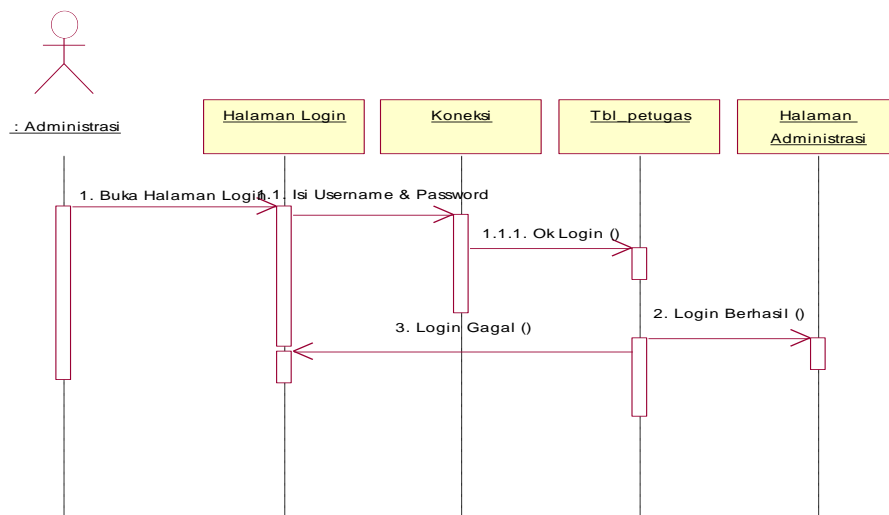 : Administrasi
Halaman Login
Koneksi
Tbl_petugas
Halaman
Administrasi
1. Buka Halaman Login
1.1. Isi Username & Password
1.1.1. Ok Login ()
2. Login Berhasil ()
3. Login Gagal ()